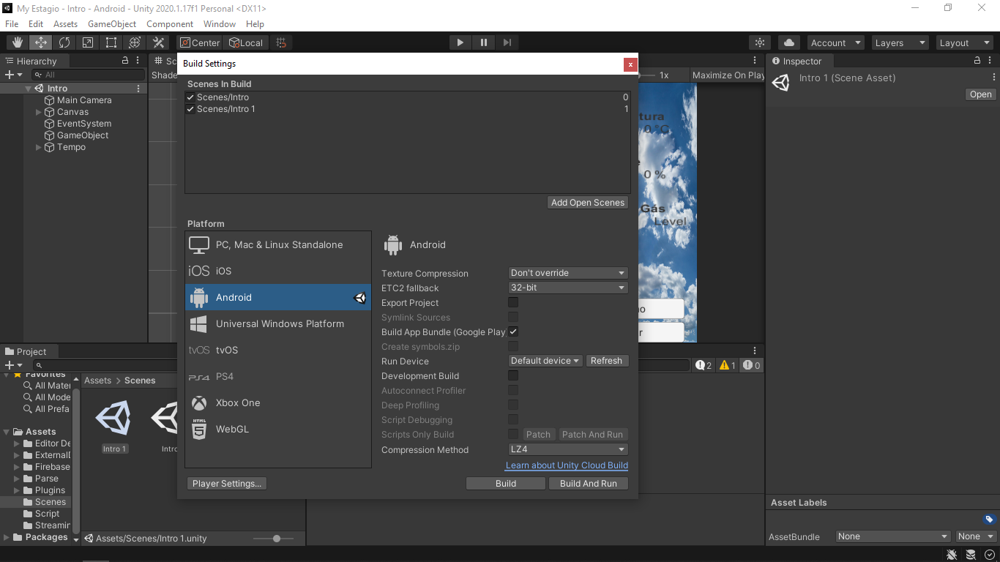 My Estagio - Intro - Android - Unity 2020.1.17f1 Personal <DX11>
File Edit Assets GameObject Component Window Help
Center Local Account Layers Layout
Hierarchy
All
Intro
Main Camera
Canvas
EventSystem
GameObject
Tempo
Sc
Shade
1x Maximize On Play
tura
0 °C
e
0 %
Gás
Level
no
r
Build Settings
x
Scenes In Build
Scenes/Intro 0
Scenes/Intro 1 1
Add Open Scenes
Platform
PC, Mac & Linux Standalone
iOS iOS
Android
Universal Windows Platform
tvOS tvOS
PS4 PS4
Xbox One
HTML 5 WebGL
Android
Texture Compression Don't override
ETC2 fallback 32-bit
Export Project
Symlink Sources
Build App Bundle (Google Play
Create symbols.zip
Run Device Default device Refresh
Development Build
Autoconnect Profiler
Deep Profiling
Script Debugging
Scripts Only Build Patch Patch And Run
Compression Method LZ4
Learn about Unity Cloud Build
Player Settings... Build Build And Run
Inspector
Intro 1 (Scene Asset)
Open
Project
2 1 0
Favorites
All Mater
All Mode
All Prefa
Assets
Editor De
ExternalD
Firebase
Parse
Plugins
Scenes
Script
Streamin
Packages
Assets > Scenes
Intro 1
Intro
Assets/Scenes/Intro 1.unity
Asset Labels
AssetBundle None None